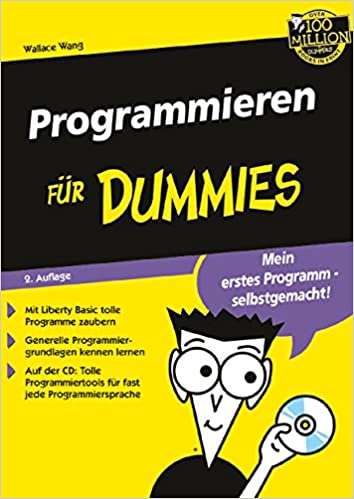 Wallace Wang
OVER
100
MILLION
DUMMIES
BOOKS IN PRINT
Programmieren
FÜR DUMMIES
2. Auflage
Mein
erstes Programm -
selbstgemacht!
Mit Liberty Basic tolle
Programme zaubern
Generelle Programmier-
grundlagen kennen lernen
Auf der CD: Tolle
Programmiertools für fast
jede Programmiersprache